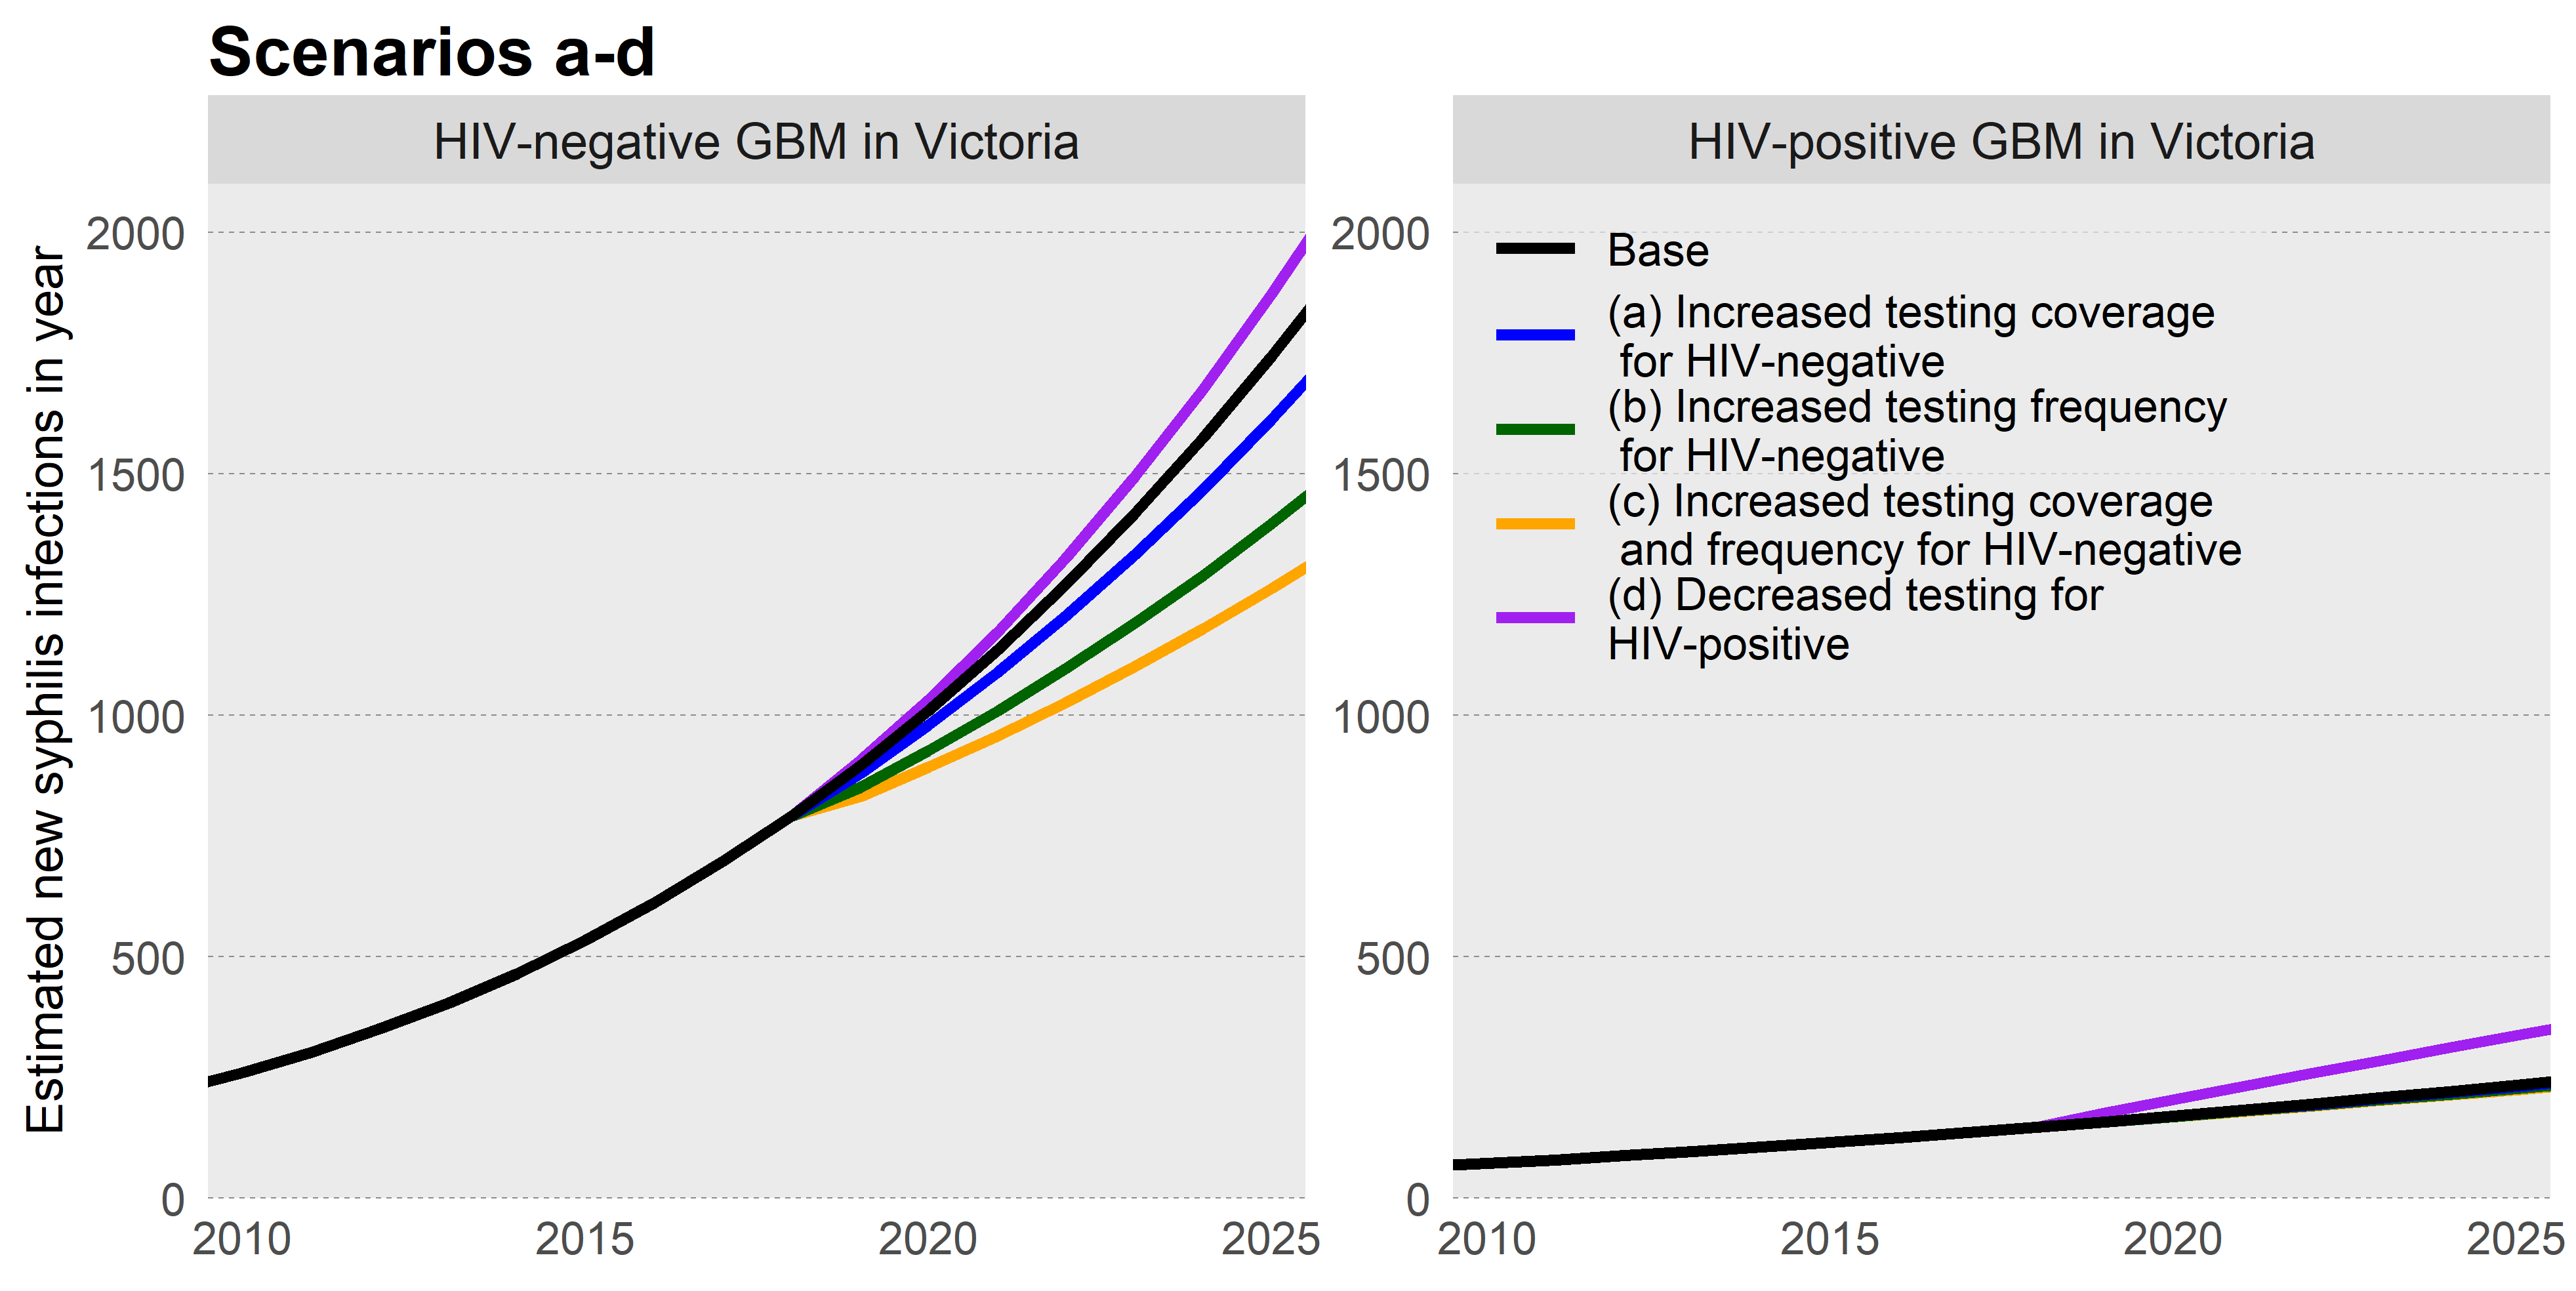 Scenarios a-d
HIV-negative GBM in Victoria
HIV-positive GBM in Victoria
Estimated new syphilis infections in year
2000
1500
1000
500
0
2010
2015
2020
2025
2000
1500
1000
500
0
2010
2015
2020
2025
Base
(a) Increased testing coverage
for HIV-negative
(b) Increased testing frequency
for HIV-negative
(c) Increased testing coverage
and frequency for HIV-negative
(d) Decreased testing for
HIV-positive